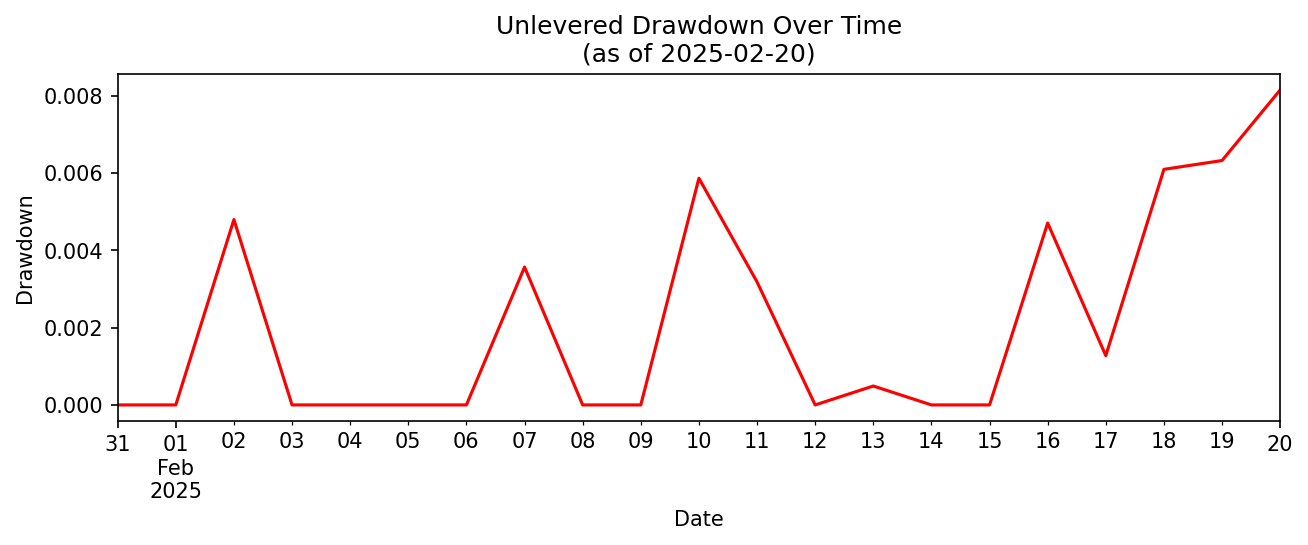 Unlevered Drawdown Over Time
(as of 2025-02-20)
Drawdown
0.008
0.006
0.004
0.002
0.000
31 01 02 03 04 05 06 07 08 09 10 11 12 13 14 15 16 17 18 19 20
Feb
2025
Date